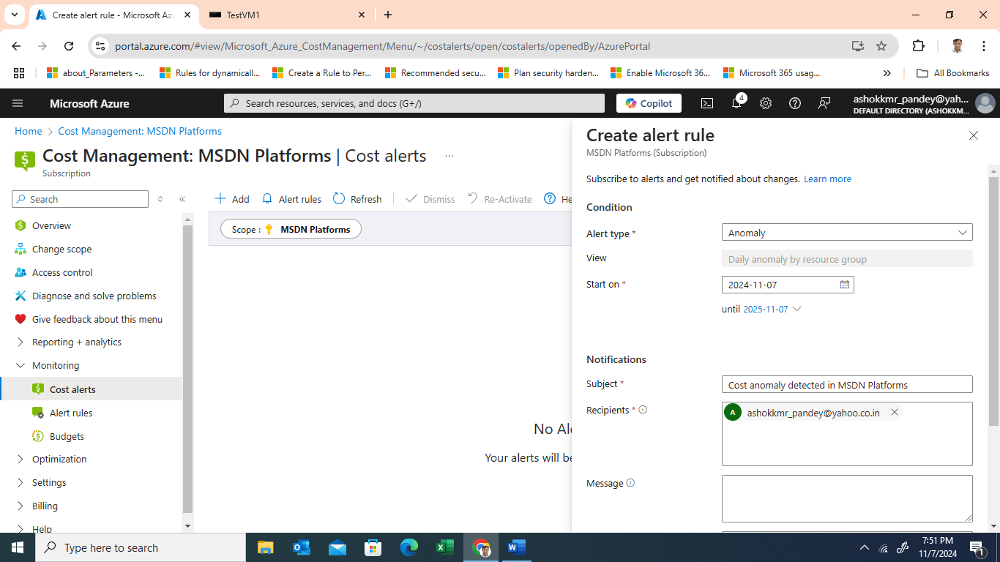 Create alert rule - Microsoft Azu
TestVM1
portal.azure.com/#view/Microsoft_Azure_CostManagement/Menu/~/costalerts/open/costalerts/openedBy/AzurePortal
about_Parameters -...
Rules for dynamicall...
Create a Rule to Per...
Recommended secu...
Plan security harden...
Enable Microsoft 36...
Microsoft 365 usag...
All Bookmarks
Microsoft Azure
Search resources, services, and docs (G+/)
Copilot
4
ashokkmr_pandey@yah...
DEFAULT DIRECTORY (ASHOKKM...
Home > Cost Management: MSDN Platforms
Cost Management: MSDN Platforms | Cost alerts ...
Subscription
Search
Add
Alert rules
Refresh
Dismiss
Re-Activate
He
Scope : MSDN Platforms
Overview
Change scope
Access control
Diagnose and solve problems
Give feedback about this menu
Reporting + analytics
Monitoring
Cost alerts
Alert rules
Budgets
Optimization
Settings
Billing
Help
No Ale
Your alerts will be
Create alert rule
MSDN Platforms (Subscription)
Subscribe to alerts and get notified about changes. Learn more
Condition
Alert type * Anomaly
View Daily anomaly by resource group
Start on * 2024-11-07
until 2025-11-07
Notifications
Subject * Cost anomaly detected in MSDN Platforms
Recipients * A ashokkmr_pandey@yahoo.co.in
Message
Type here to search
7:51 PM
11/7/2024
1